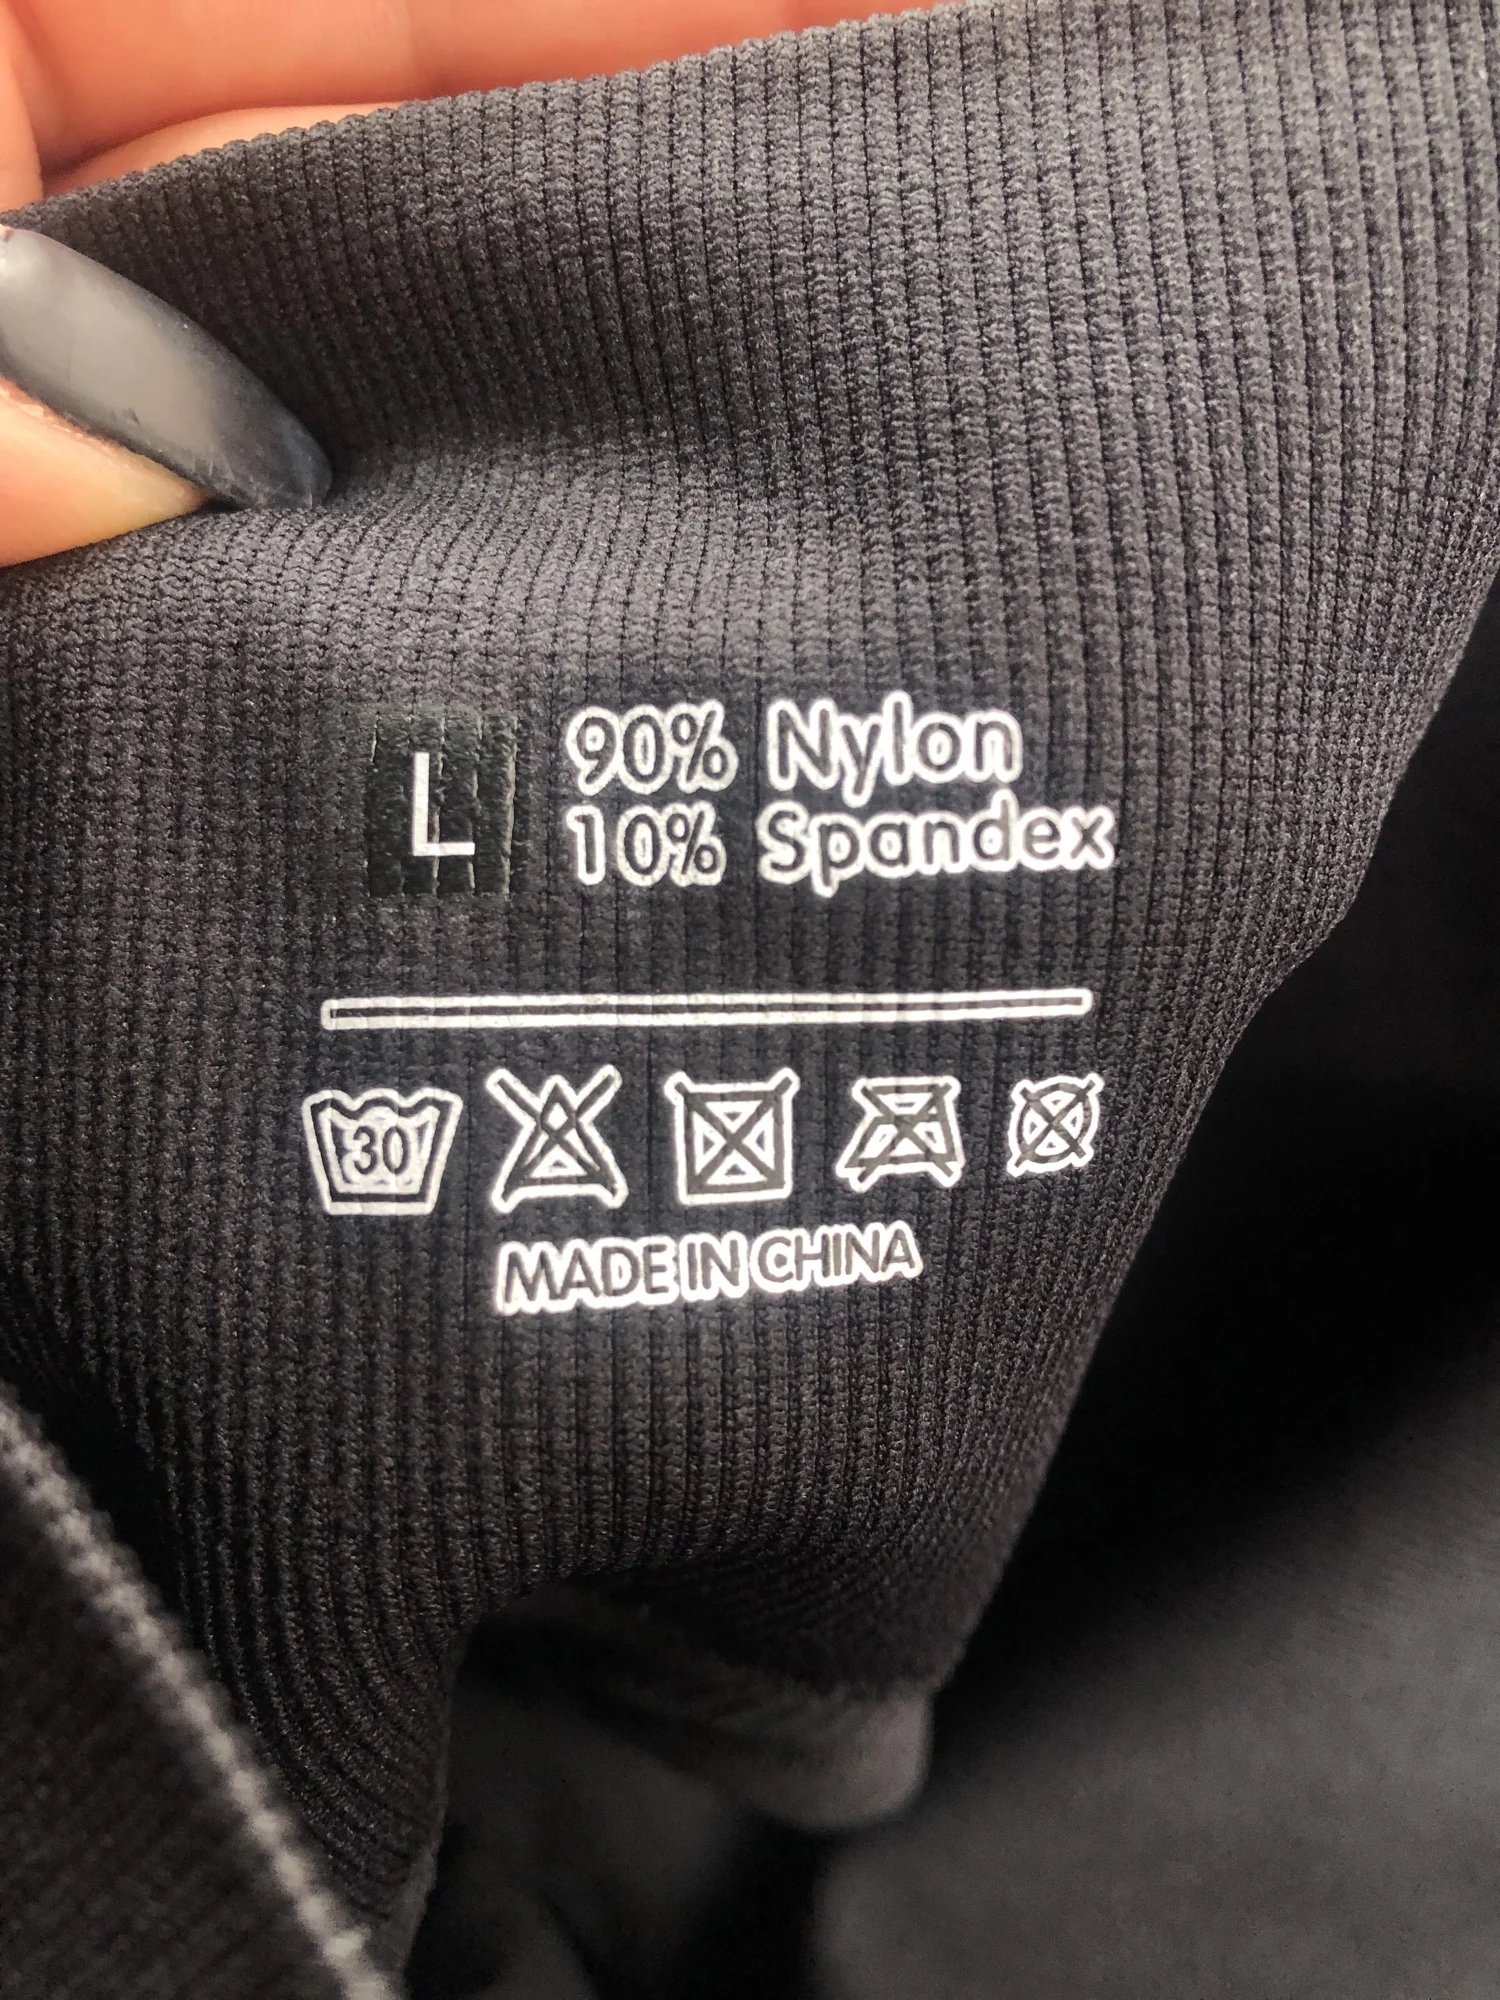 L
90% Nylon
10% Spandex
30
MADE IN CHINA